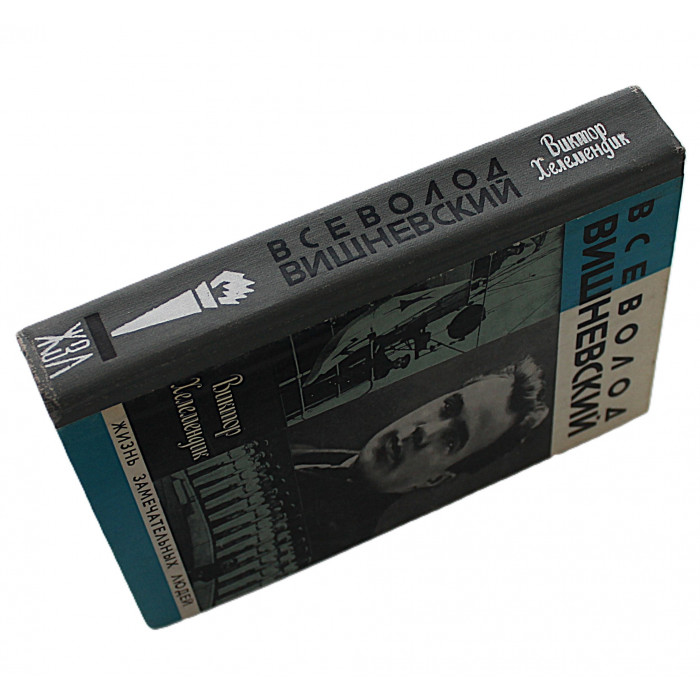 Виктор
Хелемендик
ВСЕВОЛОД
ВИШНЕВСКИЙ
ЖЗЛ
ВСЕВОЛОД
ВИШНЕВСКИЙ
Виктор
Хелемендик
ЖИЗНЬ ЗАМЕЧАТЕЛЬНЫХ ЛЮДЕЙ